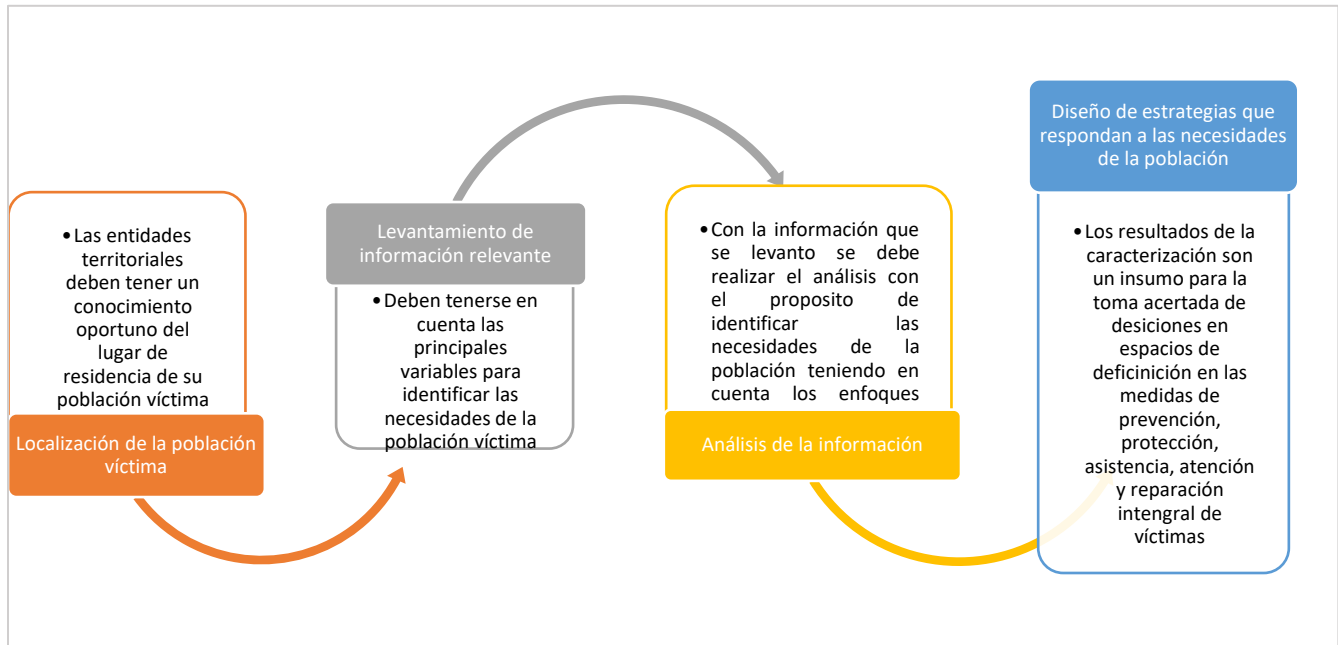 • Las entidades
territoriales
deben tener un
conocimiento
oportuno del
lugar de
residencia de su
población víctima
Localización de la población
víctima
Levantamiento de
información relevante
• Deben tenerse en
cuenta las
principales
variables para
identificar las
necesidades de la
población víctima
• Con la información que
se levanto se debe
realizar el análisis con
el proposito de
identificar las
necesidades de la
población teniendo en
cuenta los enfoques
Análisis de la información
Diseño de estrategias que
respondan a las necesidades
de la población
• Los resultados de la
caracterización son
un insumo para la
toma acertada de
desiciones en
espacios de
deficinición en las
medidas de
prevención,
protección,
asistencia, atención
y reparación
intengral de
víctimas